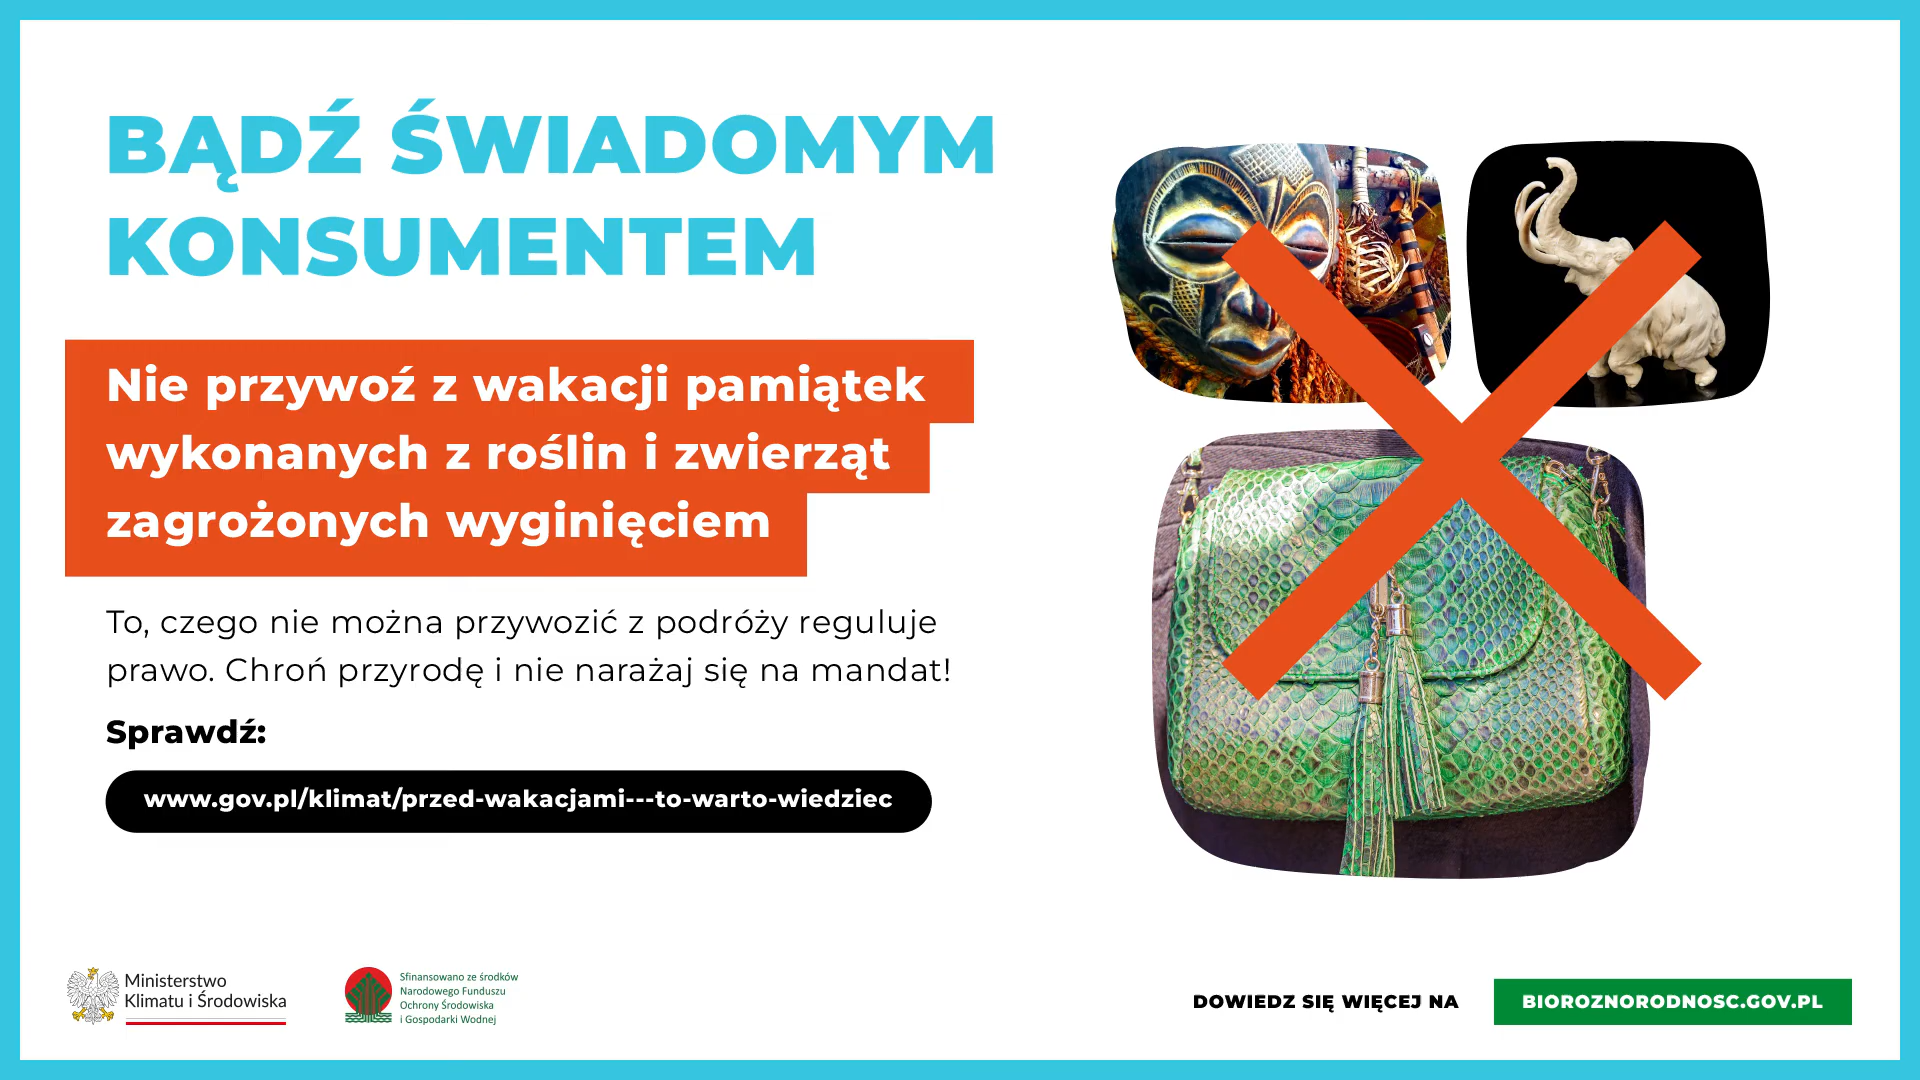 BĄDŹ ŚWIADOMYM
KONSUMENTEM
Nie przywoź z wakacji pamiątek
wykonanych z roślin i zwierząt
zagrożonych wyginięciem
To, czego nie można przywozić z podróży reguluje
prawo. Chroń przyrodę i nie narażaj się na mandat!
Sprawdź:
www.gov.pl/klimat/przed-wakacjami---to-warto-wiedziec
Ministerstwo
Klimatu i Środowiska
Sfinansowano ze środków
Narodowego Funduszu
Ochrony Środowiska
i Gospodarki Wodnej
DOWIEDZ SIĘ WIĘCEJ NA
BIOROZNORODNOSC.GOV.PL